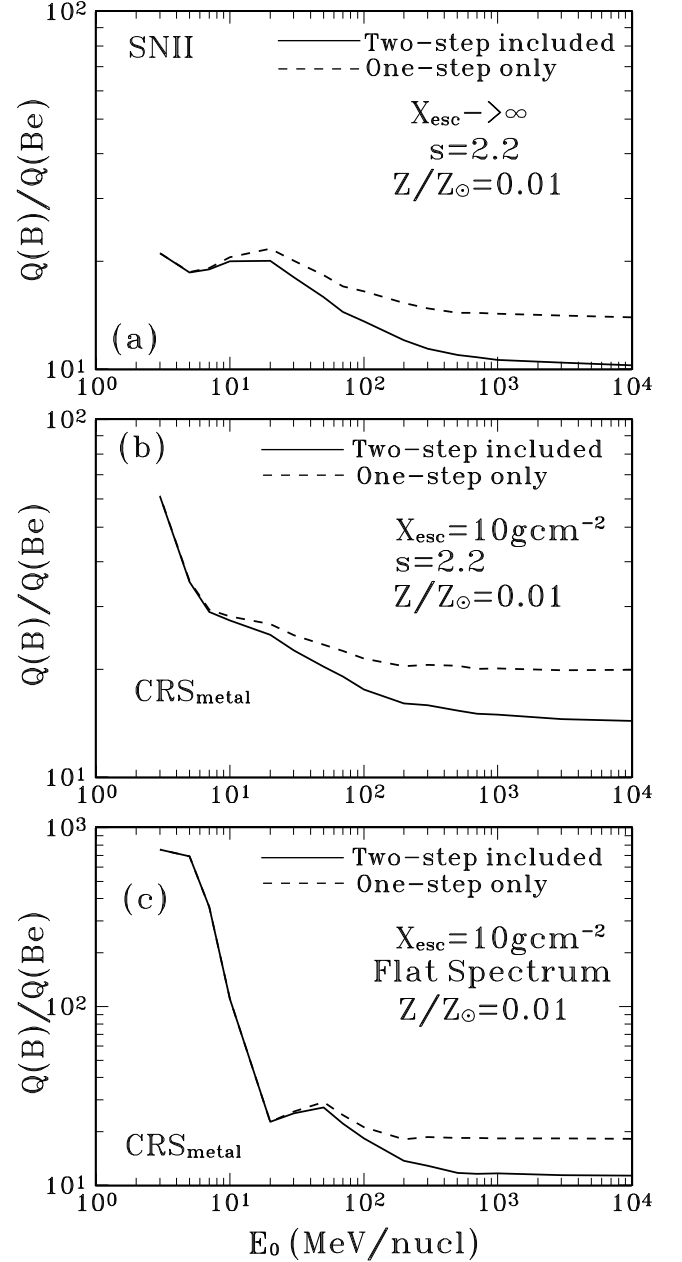 10²
SNII
Two-step included
One-step only
X_esc->∞
s=2.2
Z/Z⊙=0.01
Q(B)/Q(Be)
(a)
10¹
10⁰ 10¹ 10² 10³ 10⁴
10²
(b)
Two-step included
One-step only
X_esc=10gcm⁻²
s=2.2
Z/Z⊙=0.01
Q(B)/Q(Be)
CRS_metal
10¹
10⁰ 10¹ 10² 10³ 10⁴
10³
Two-step included
One-step only
(c)
X_esc=10gcm⁻²
Flat Spectrum
Z/Z⊙=0.01
Q(B)/Q(Be)
10²
CRS_metal
10¹
10⁰ 10¹ 10² 10³ 10⁴
E₀ (MeV/nucl)